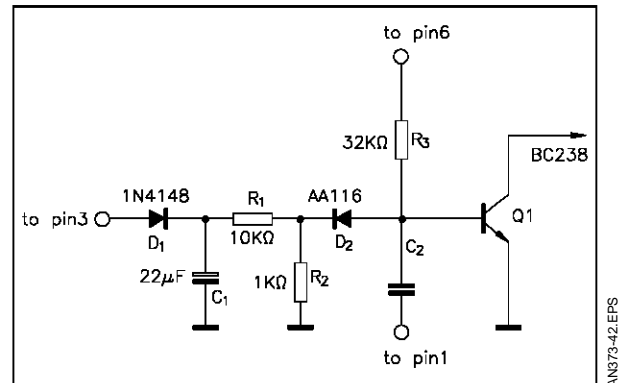 to pin6
32KΩ
R3
BC238
1N4148
R1
AA116
to pin3
D1
10KΩ
D2
C2
Q1
22μF
C1
1KΩ
R2
to pin1
AN373-42.EPS